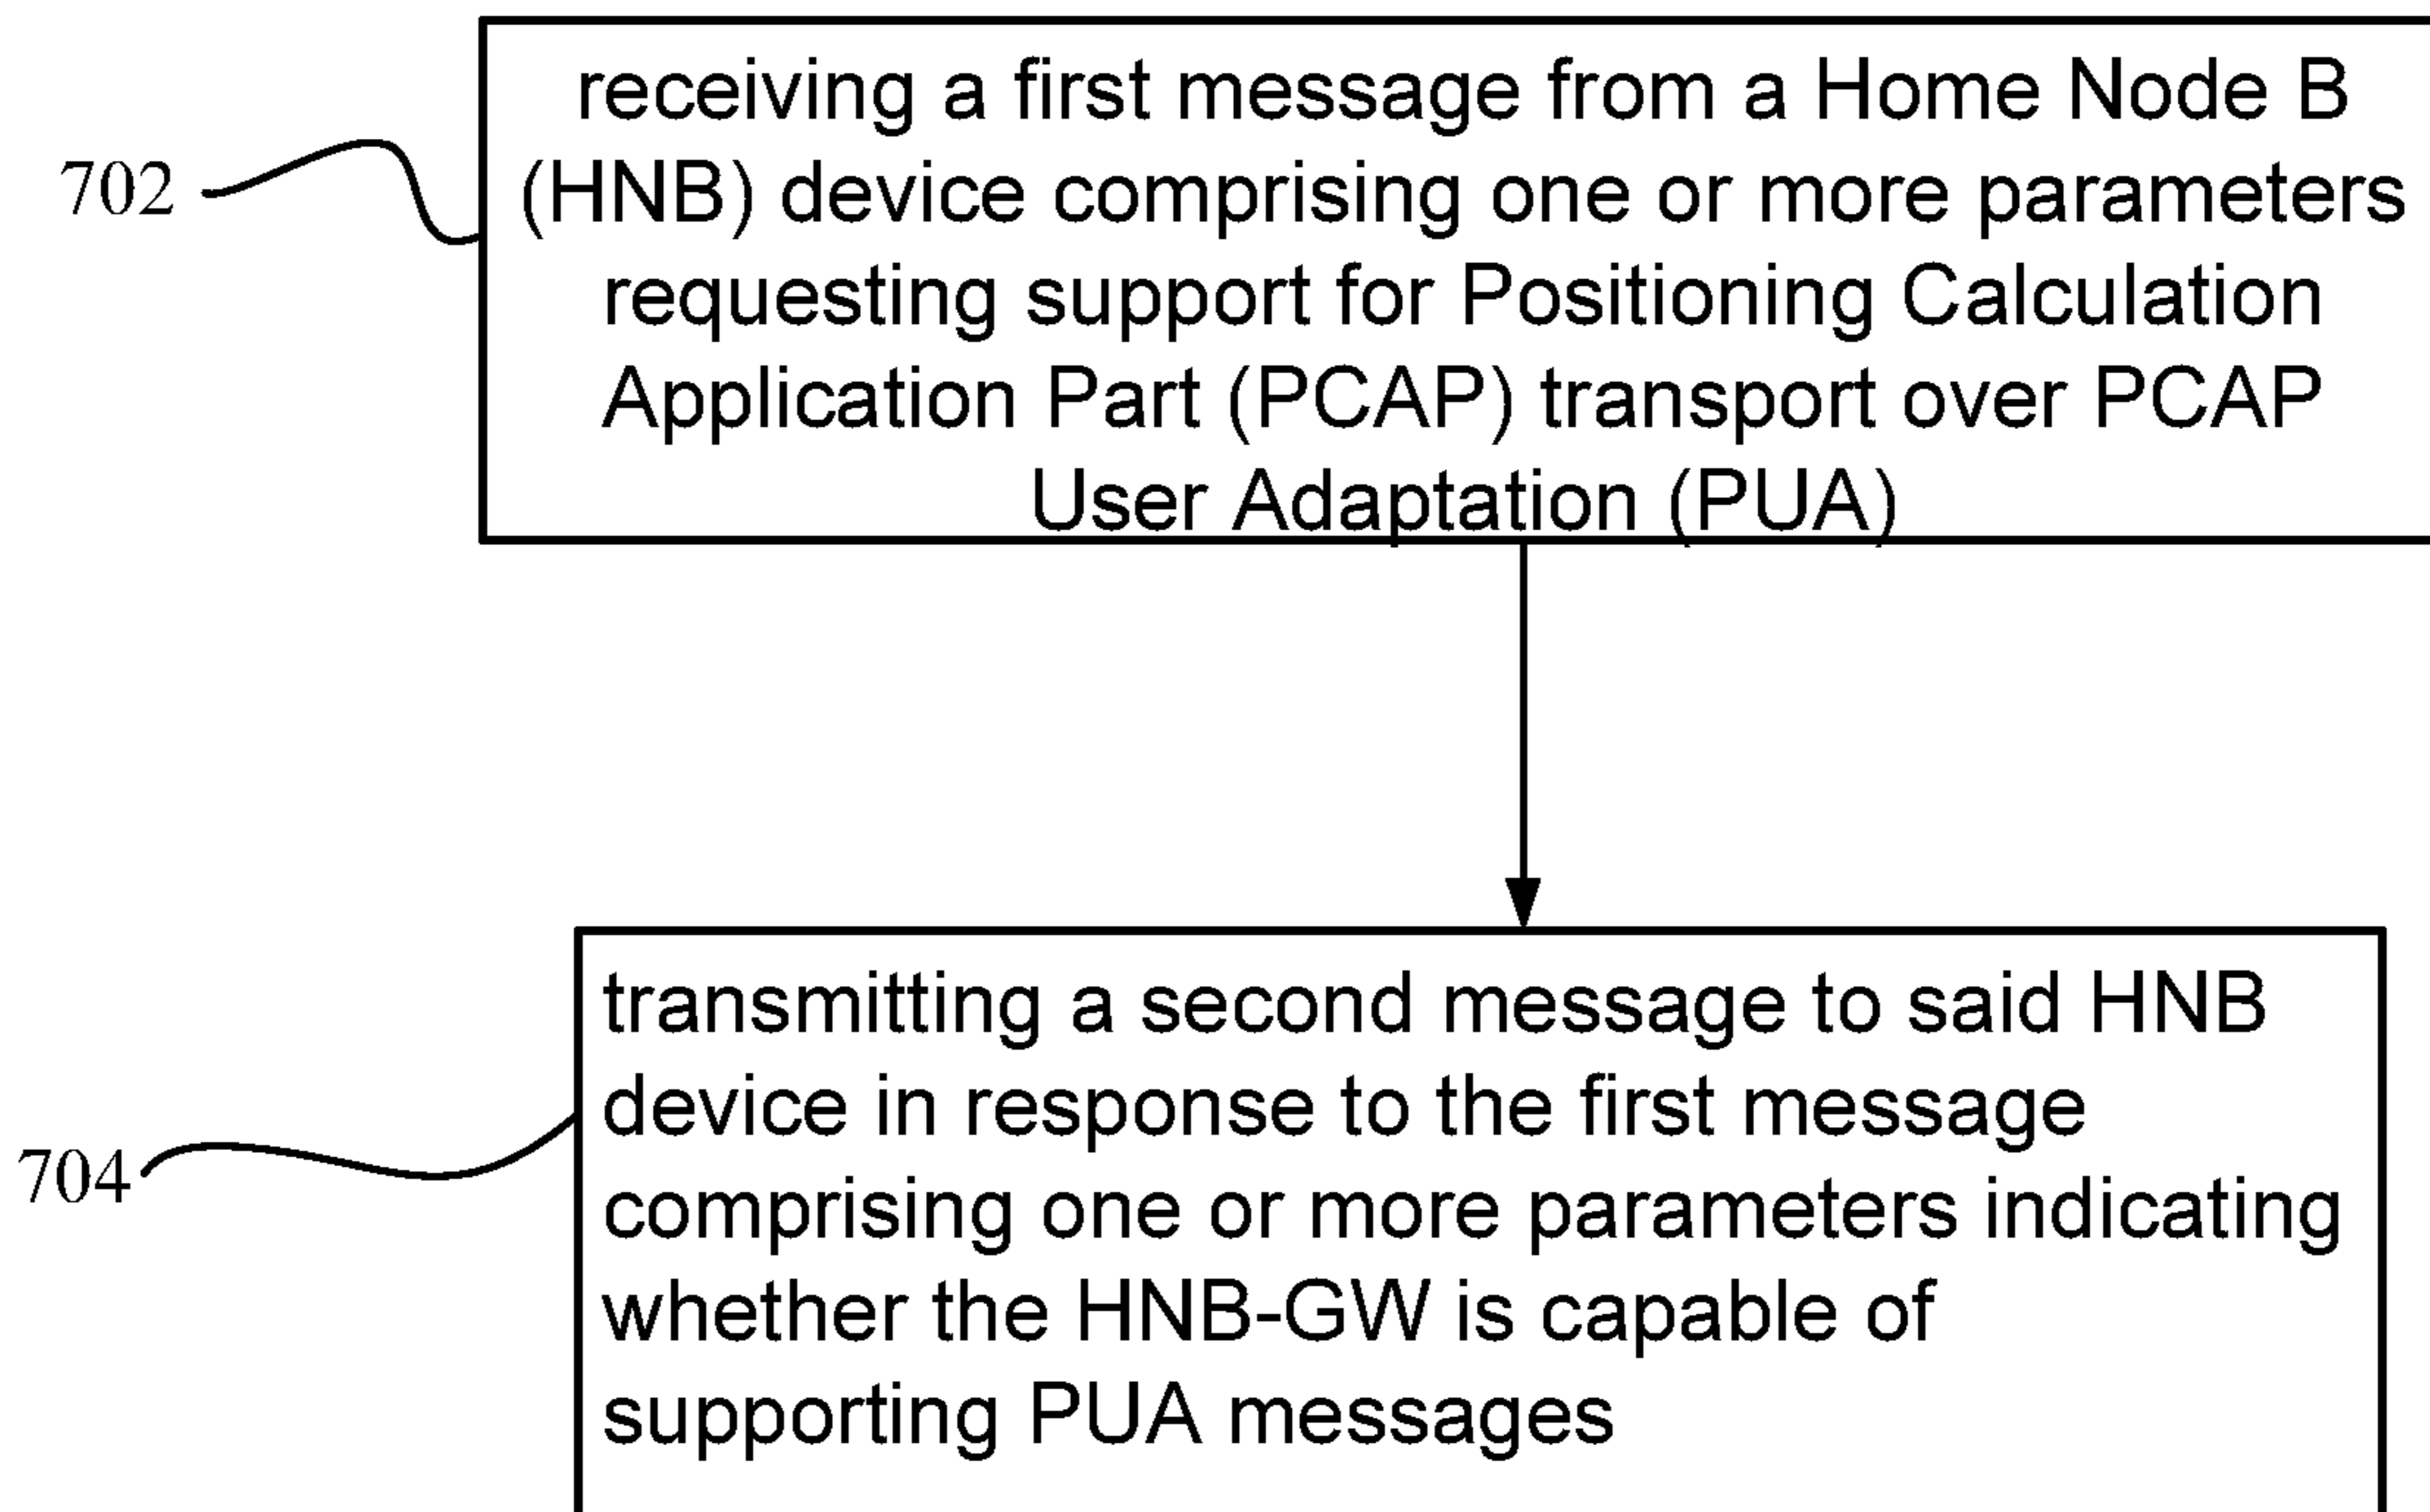 702
receiving a first message from a Home Node B
(HNB) device comprising one or more parameters
requesting support for Positioning Calculation
Application Part (PCAP) transport over PCAP
User Adaptation (PUA)
704
transmitting a second message to said HNB
device in response to the first message
comprising one or more parameters indicating
whether the HNB-GW is capable of
supporting PUA messages